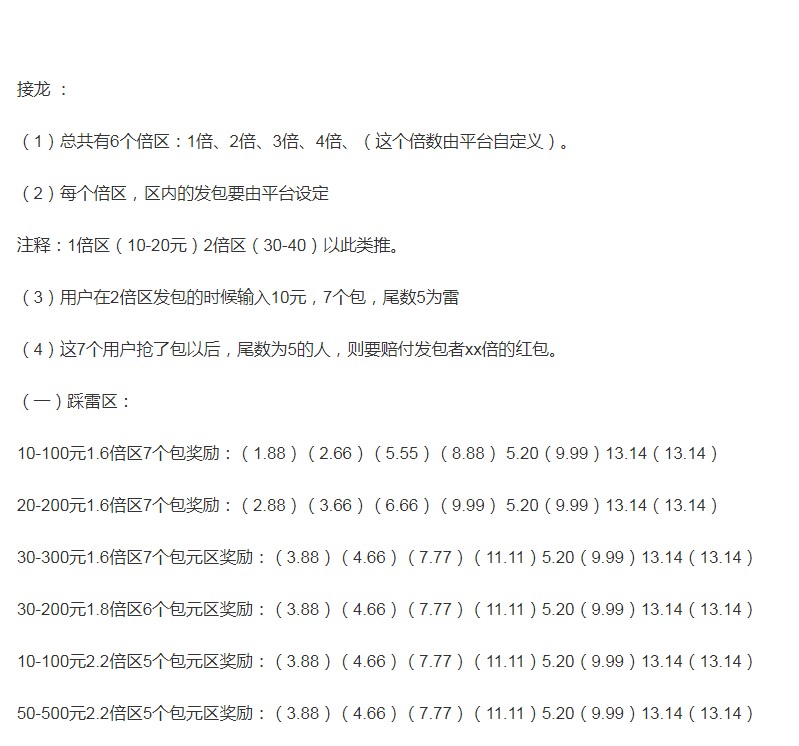 接龙 ：
（1）总共有6个倍区：1倍、2倍、3倍、4倍、（这个倍数由平台自定义）。
（2）每个倍区，区内的发包要由平台设定
注释：1倍区（10-20元）2倍区（30-40）以此类推。
（3）用户在2倍区发包的时候输入10元，7个包，尾数5为雷
（4）这7个用户抢了包以后，尾数为5的人，则要赔付发包者xx倍的红包。
（一）踩雷区：
10-100元1.6倍区7个包奖励：（1.88）（2.66）（5.55）（8.88） 5.20（9.99）13.14（13.14）
20-200元1.6倍区7个包奖励：（2.88）（3.66）（6.66）（9.99） 5.20（9.99）13.14（13.14）
30-300元1.6倍区7个包元区奖励：（3.88）（4.66）（7.77）（11.11）5.20（9.99）13.14（13.14）
30-200元1.8倍区6个包元区奖励：（3.88）（4.66）（7.77）（11.11）5.20（9.99）13.14（13.14）
10-100元2.2倍区5个包元区奖励：（3.88）（4.66）（7.77）（11.11）5.20（9.99）13.14（13.14）
50-500元2.2倍区5个包元区奖励：（3.88）（4.66）（7.77）（11.11）5.20（9.99）13.14（13.14）